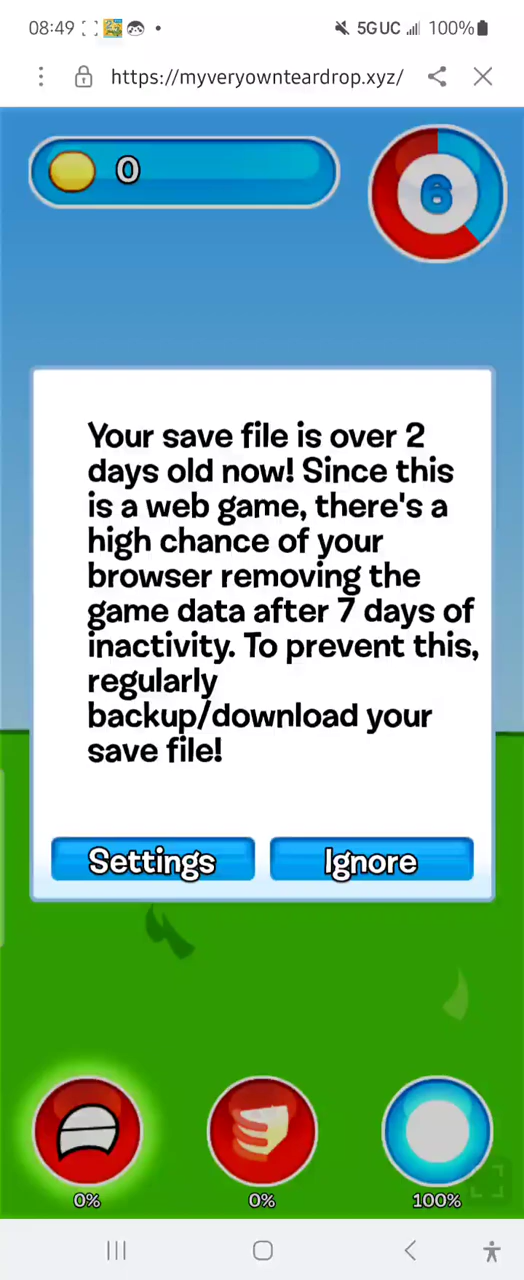 08:49
5G UC
100%
https://myveryownteardrop.xyz/
0
6
Your save file is over 2
days old now! Since this
is a web game, there's a
high chance of your
browser removing the
game data after 7 days of
inactivity. To prevent this,
regularly
backup/download your
save file!
Settings
Ignore
0%
0%
100%